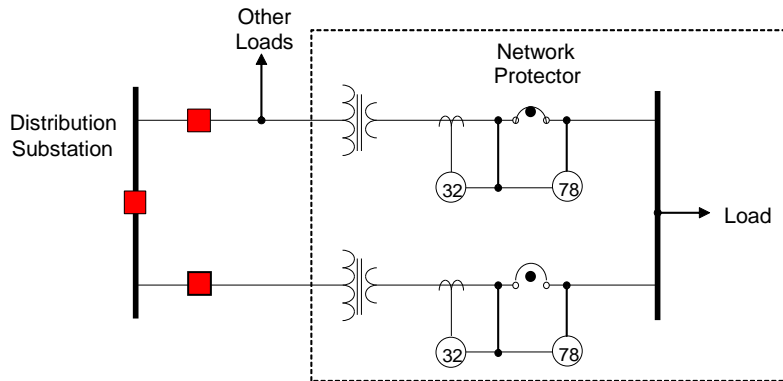 Other
Loads
Network
Protector
Distribution
Substation
32
78
Load
32
78